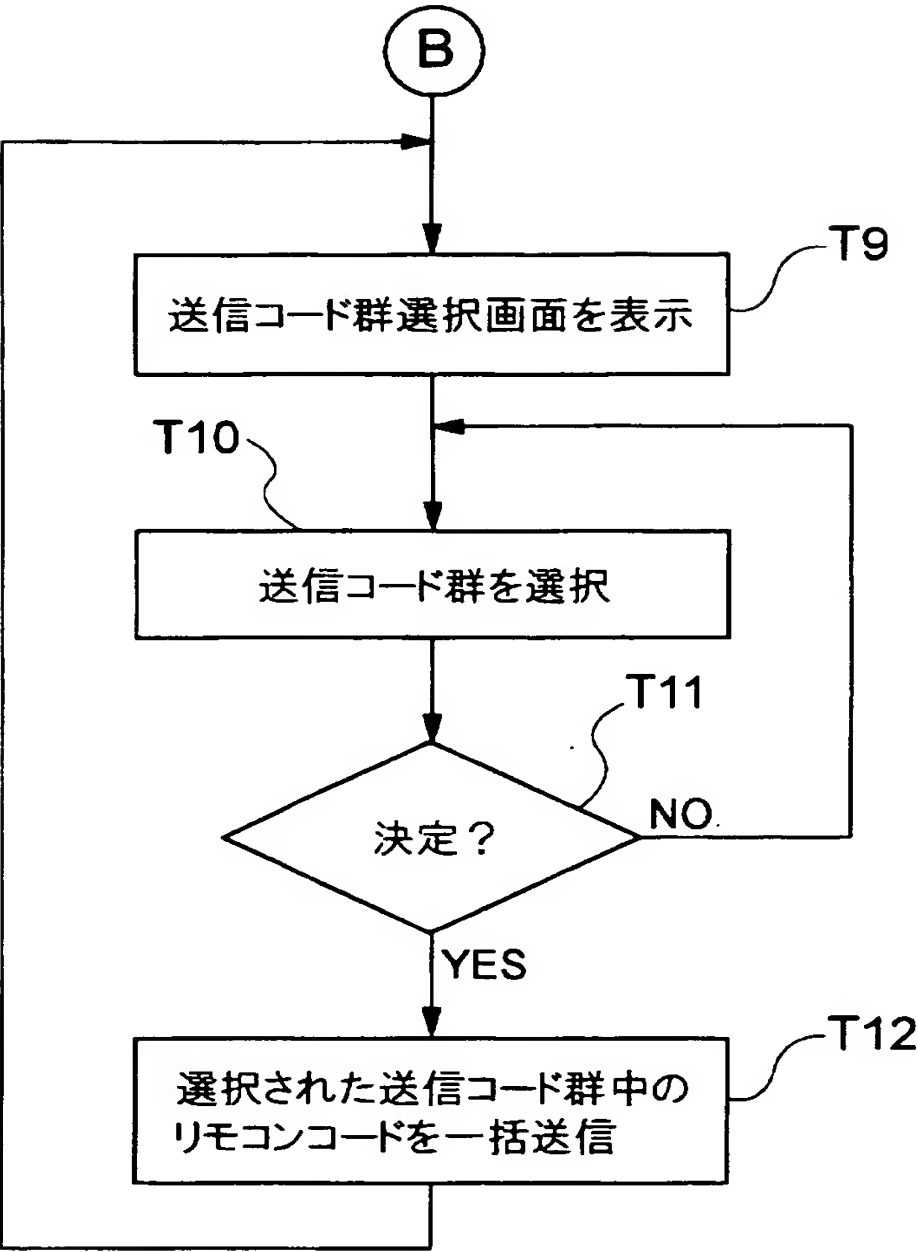 B
T9
送信コード群選択画面を表示
T10
送信コード群を選択
T11
決定?
NO
YES
T12
選択された送信コード群中の
リモコンコードを一括送信